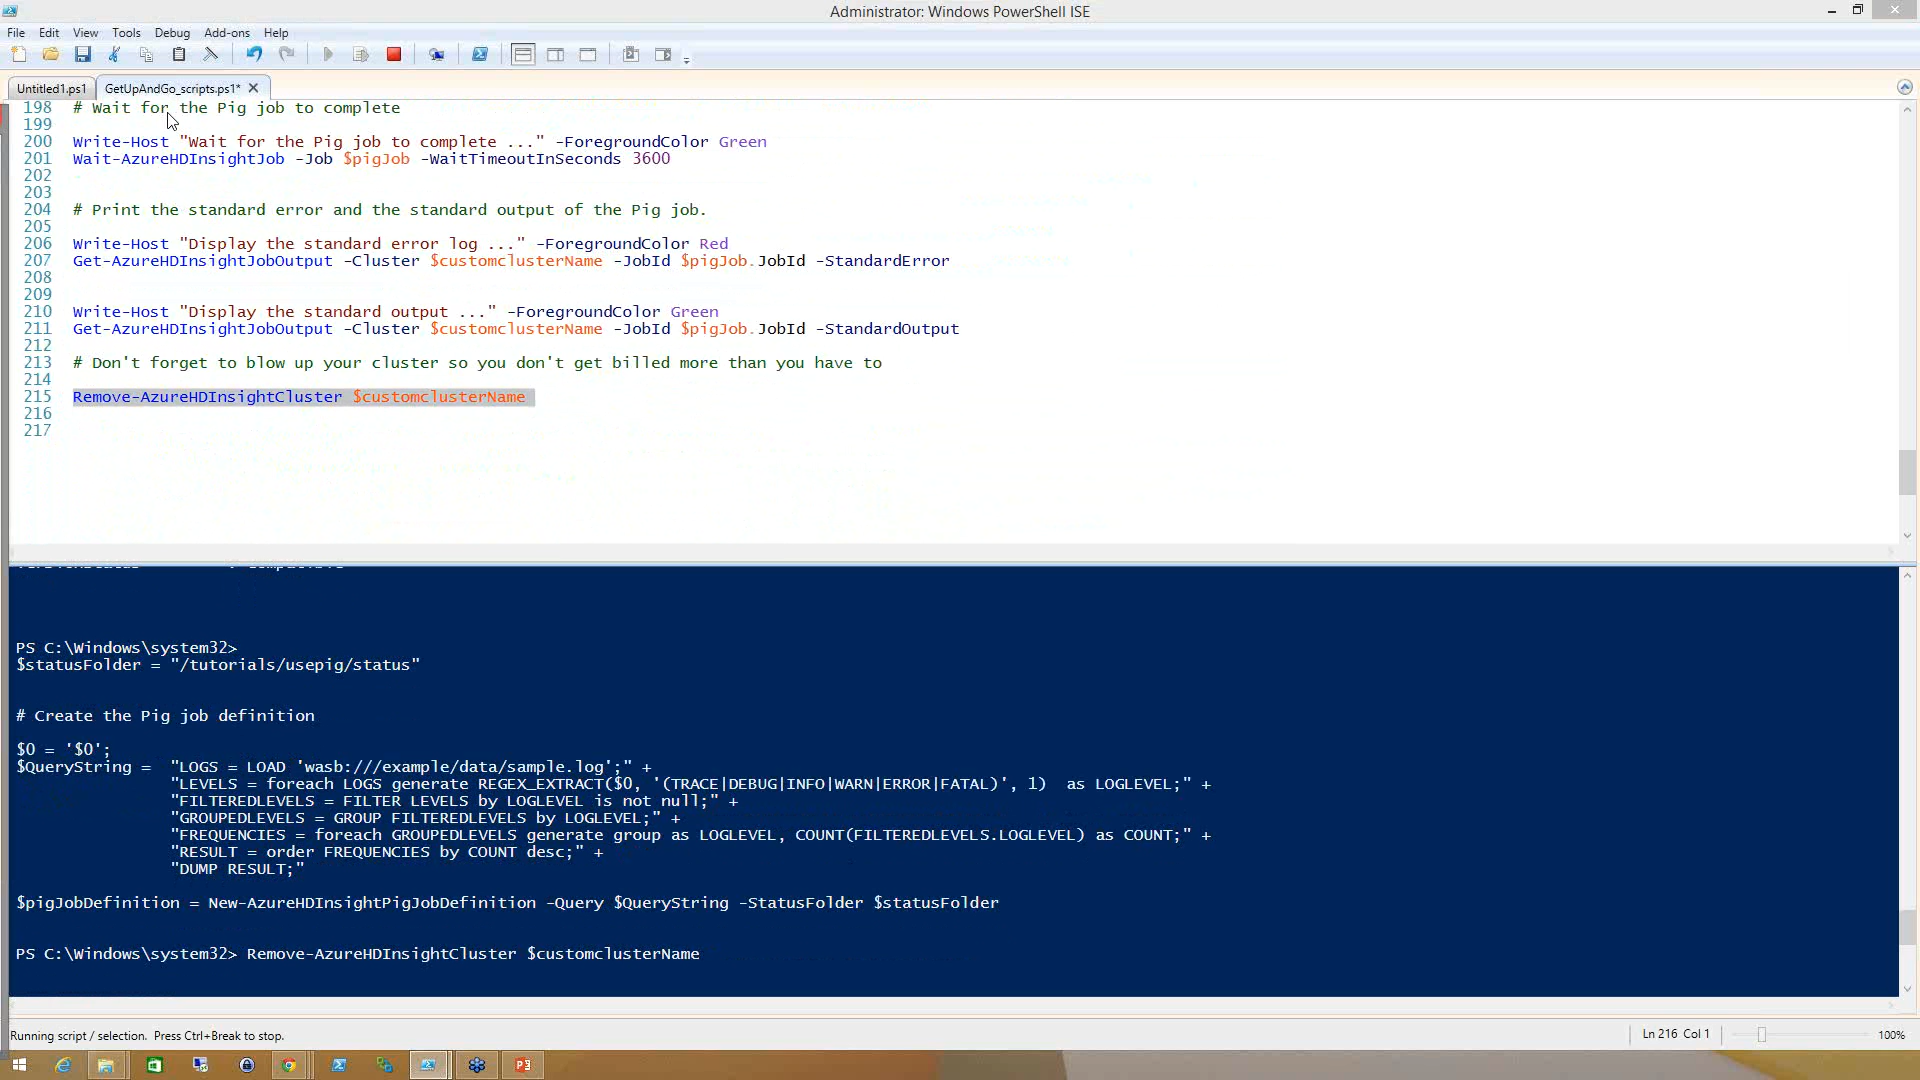 Administrator: Windows PowerShell ISE
File Edit View Tools Debug Add-ons Help
Untitled1.ps1 GetUpAndGo_scripts.ps1*
198 # Wait for the Pig job to complete
199
200 Write-Host "Wait for the Pig job to complete ..." -ForegroundColor Green
201 Wait-AzureHDInsightJob -Job $pigJob -WaitTimeoutInSeconds 3600
202
203
204 # Print the standard error and the standard output of the Pig job.
205
206 Write-Host "Display the standard error log ..." -ForegroundColor Red
207 Get-AzureHDInsightJobOutput -Cluster $customclusterName -JobId $pigJob.JobId -StandardError
208
209
210 Write-Host "Display the standard output ..." -ForegroundColor Green
211 Get-AzureHDInsightJobOutput -Cluster $customclusterName -JobId $pigJob.JobId -StandardOutput
212
213 # Don't forget to blow up your cluster so you don't get billed more than you have to
214
215 Remove-AzureHDInsightCluster $customclusterName
216
217
PS C:\Windows\system32>
$statusFolder = "/tutorials/usepig/status"
# Create the Pig job definition
$0 = '$0';
$QueryString = "LOGS = LOAD 'wasb:///example/data/sample.log';" +
"LEVELS = foreach LOGS generate REGEX_EXTRACT($0, '(TRACE|DEBUG|INFO|WARN|ERROR|FATAL)', 1) as LOGLEVEL;" +
"FILTEREDLEVELS = FILTER LEVELS by LOGLEVEL is not null;" +
"GROUPEDLEVELS = GROUP FILTEREDLEVELS by LOGLEVEL;" +
"FREQUENCIES = foreach GROUPEDLEVELS generate group as LOGLEVEL, COUNT(FILTEREDLEVELS.LOGLEVEL) as COUNT;" +
"RESULT = order FREQUENCIES by COUNT desc;" +
"DUMP RESULT;"
$pigJobDefinition = New-AzureHDInsightPigJobDefinition -Query $QueryString -StatusFolder $statusFolder
PS C:\Windows\system32> Remove-AzureHDInsightCluster $customclusterName
Running script / selection. Press Ctrl+Break to stop.
Ln 216 Col 1
100%